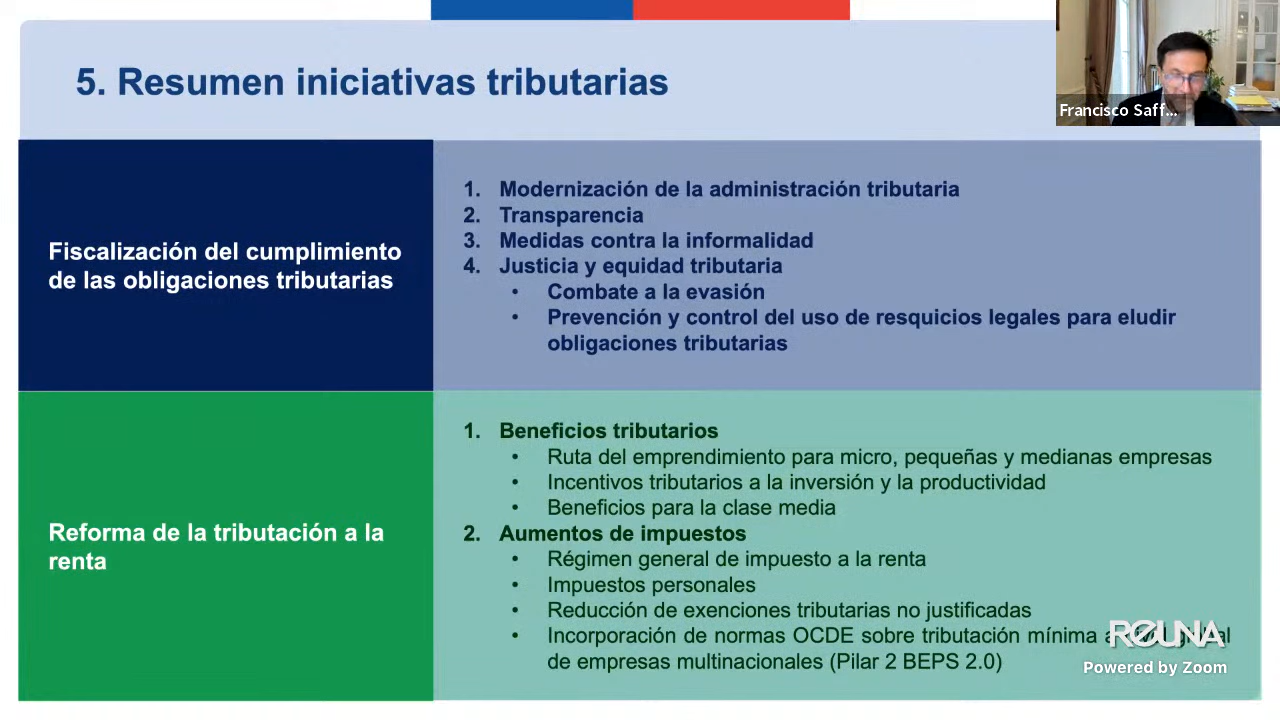 5. Resumen iniciativas tributarias
Francisco Saff...
Fiscalización del cumplimiento
de las obligaciones tributarias
1. Modernización de la administración tributaria
2. Transparencia
3. Medidas contra la informalidad
4. Justicia y equidad tributaria
• Combate a la evasión
• Prevención y control del uso de resquicios legales para eludir
obligaciones tributarias
Reforma de la tributación a la
renta
1. Beneficios tributarios
• Ruta del emprendimiento para micro, pequeñas y medianas empresas
• Incentivos tributarios a la inversión y la productividad
• Beneficios para la clase media
2. Aumentos de impuestos
• Régimen general de impuesto a la renta
• Impuestos personales
• Reducción de exenciones tributarias no justificadas
• Incorporación de normas OCDE sobre tributación mínima a
de empresas multinacionales (Pilar 2 BEPS 2.0)
REUNA
Powered by Zoom